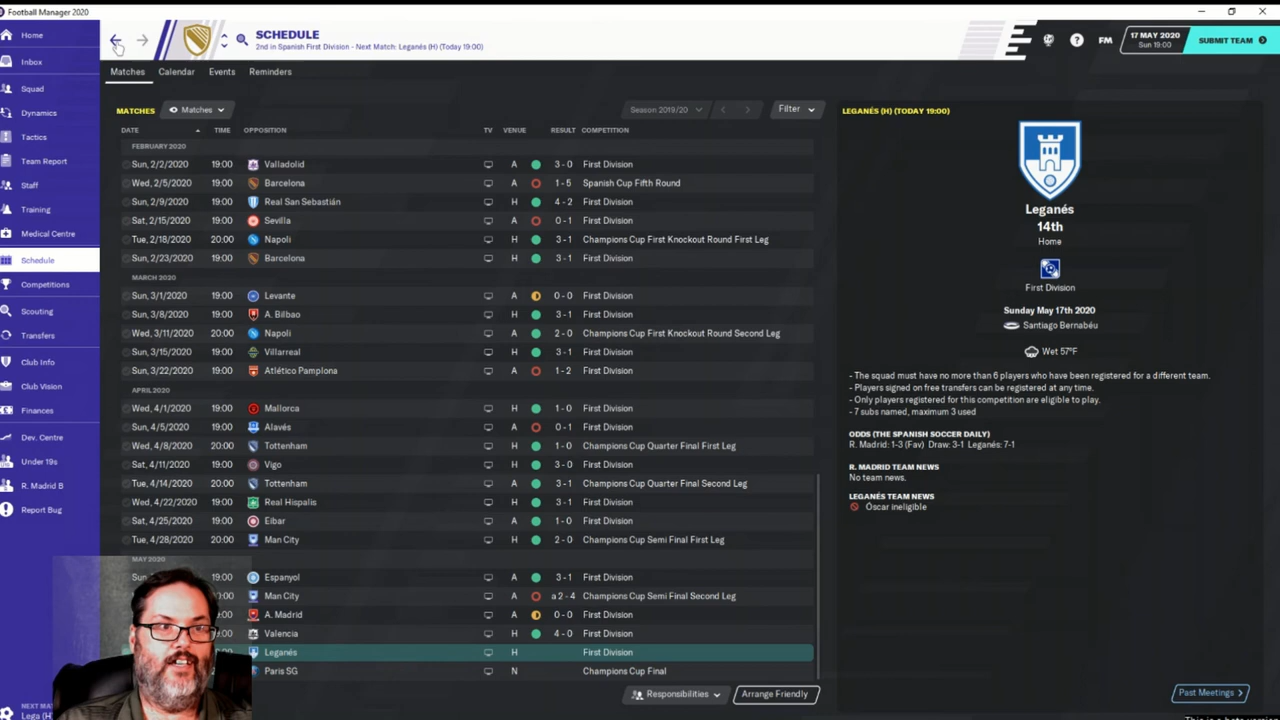 Football Manager 2020
Home
Inbox
Squad
Dynamics
Tactics
Team Report
Staff
Training
Medical Centre
Schedule
Competitions
Scouting
Transfers
Club Info
Club Vision
Finances
Dev. Centre
Under 19s
R. Madrid B
Report Bug
SCHEDULE
2nd in Spanish First Division - Next Match: Leganés (H) (Today 19:00)
FM
17 MAY 2020
Sun 19:00
SUBMIT TEAM
Matches Calendar Events Reminders
MATCHES Matches Season 2019/20 Filter
DATE TIME OPPOSITION TV VENUE RESULT COMPETITION
FEBRUARY 2020
Sun, 2/2/2020 19:00 Valladolid A 3 - 0 First Division
Wed, 2/5/2020 19:00 Barcelona A 1 - 5 Spanish Cup Fifth Round
Sun, 2/9/2020 19:00 Real San Sebastián H 4 - 2 First Division
Sat, 2/15/2020 19:00 Sevilla A 0 - 1 First Division
Tue, 2/18/2020 20:00 Napoli H 3 - 1 Champions Cup First Knockout Round First Leg
Sun, 2/23/2020 19:00 Barcelona H 3 - 1 First Division
MARCH 2020
Sun, 3/1/2020 19:00 Levante A 0 - 0 First Division
Sun, 3/8/2020 19:00 A. Bilbao H 3 - 1 First Division
Wed, 3/11/2020 20:00 Napoli A 2 - 0 Champions Cup First Knockout Round Second Leg
Sun, 3/15/2020 19:00 Villarreal H 3 - 1 First Division
Sun, 3/22/2020 19:00 Atlético Pamplona A 1 - 2 First Division
APRIL 2020
Wed, 4/1/2020 19:00 Mallorca H 1 - 0 First Division
Sun, 4/5/2020 19:00 Alavés A 0 - 1 First Division
Wed, 4/8/2020 20:00 Tottenham H 1 - 0 Champions Cup Quarter Final First Leg
Sat, 4/11/2020 19:00 Vigo H 3 - 0 First Division
Tue, 4/14/2020 20:00 Tottenham A 3 - 1 Champions Cup Quarter Final Second Leg
Wed, 4/22/2020 19:00 Real Hispalis H 3 - 1 First Division
Sat, 4/25/2020 19:00 Eibar A 1 - 0 First Division
Tue, 4/28/2020 20:00 Man City H 2 - 0 Champions Cup Semi Final First Leg
MAY 2020
Sun, 19:00 Espanyol A 3 - 1 First Division
:00 Man City A a 2 - 4 Champions Cup Semi Final Second Leg
:00 A. Madrid A 0 - 0 First Division
:00 Valencia H 4 - 0 First Division
Leganés H First Division
Paris SG N Champions Cup Final
Responsibilities Arrange Friendly
NEXT MA
Lega (H
LEGANÉS (H) (TODAY 19:00)
Leganés
14th
Home
First Division
Sunday May 17th 2020
Santiago Bernabéu
Wet 57°F
- The squad must have no more than 6 players who have been registered for a different team.
- Players signed on free transfers can be registered at any time.
- Only players registered for this competition are eligible to play.
- 7 subs named, maximum 3 used
ODDS (THE SPANISH SOCCER DAILY)
R. Madrid: 1-3 (Fav) Draw: 3-1 Leganés: 7-1
R. MADRID TEAM NEWS
No team news.
LEGANÉS TEAM NEWS
Óscar ineligible
Past Meetings